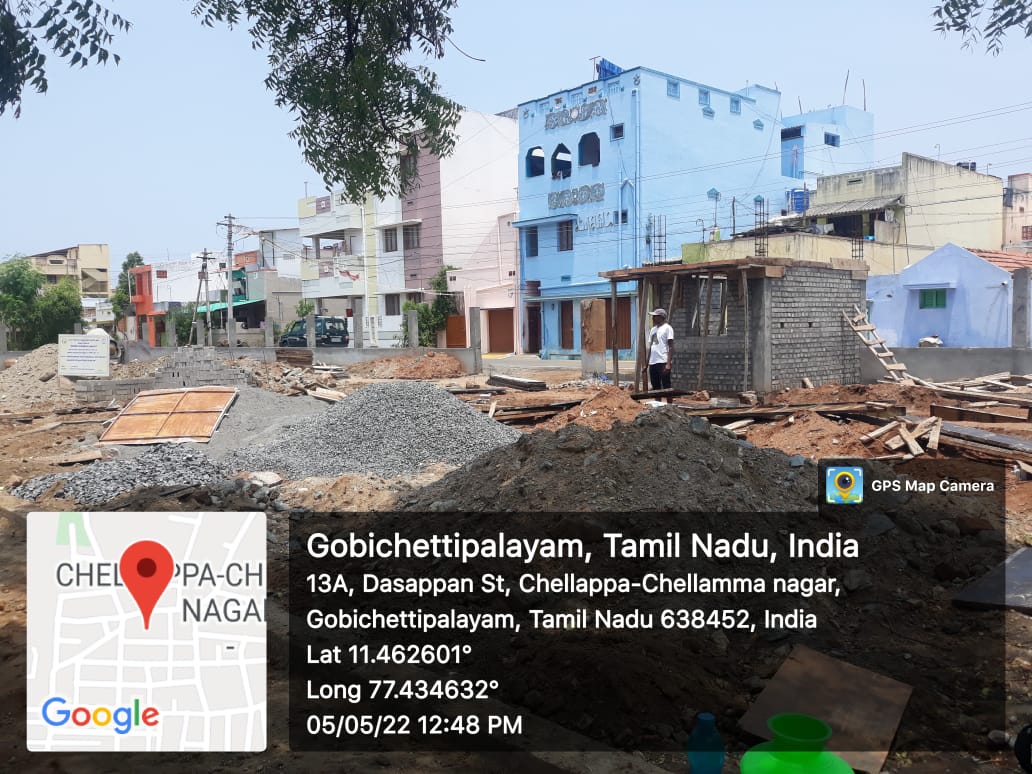 GPS Map Camera
CHELLAPPA-CH
NAGAR
Google
Gobichettipalayam, Tamil Nadu, India
13A, Dasappan St, Chellappa-Chellamma nagar,
Gobichettipalayam, Tamil Nadu 638452, India
Lat 11.462601°
Long 77.434632°
05/05/22 12:48 PM